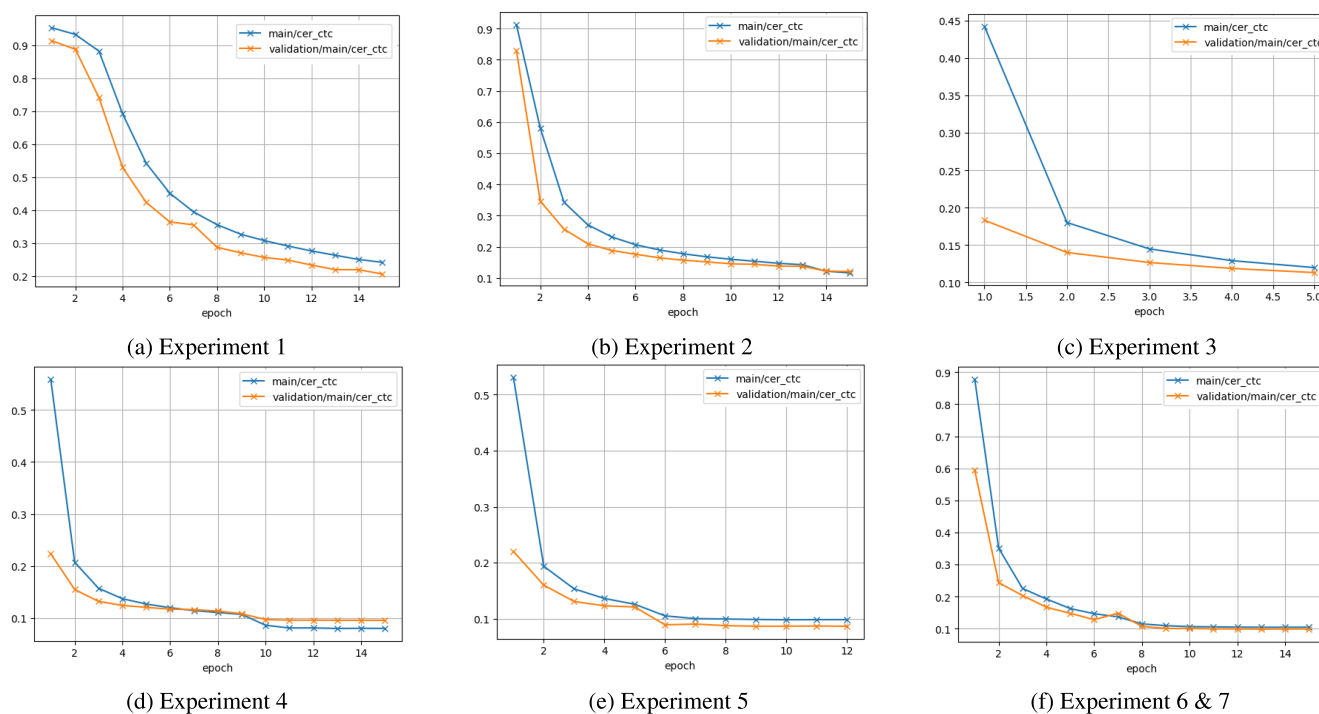 main/cer_ctc
validation/main/cer_ctc
0.9
0.8
0.7
0.6
0.5
0.4
0.3
0.2
2 4 6 8 10 12 14
epoch
(a) Experiment 1
main/cer_ctc
validation/main/cer_ctc
0.9
0.8
0.7
0.6
0.5
0.4
0.3
0.2
0.1
2 4 6 8 10 12 14
epoch
(b) Experiment 2
main/cer_ctc
validation/main/cer_ctc
0.45
0.40
0.35
0.30
0.25
0.20
0.15
0.10
1.0 1.5 2.0 2.5 3.0 3.5 4.0 4.5 5.0
epoch
(c) Experiment 3
main/cer_ctc
validation/main/cer_ctc
0.5
0.4
0.3
0.2
0.1
2 4 6 8 10 12 14
epoch
(d) Experiment 4
main/cer_ctc
validation/main/cer_ctc
0.5
0.4
0.3
0.2
0.1
2 4 6 8 10 12
epoch
(e) Experiment 5
main/cer_ctc
validation/main/cer_ctc
0.9
0.8
0.7
0.6
0.5
0.4
0.3
0.2
0.1
2 4 6 8 10 12 14
epoch
(f) Experiment 6 & 7